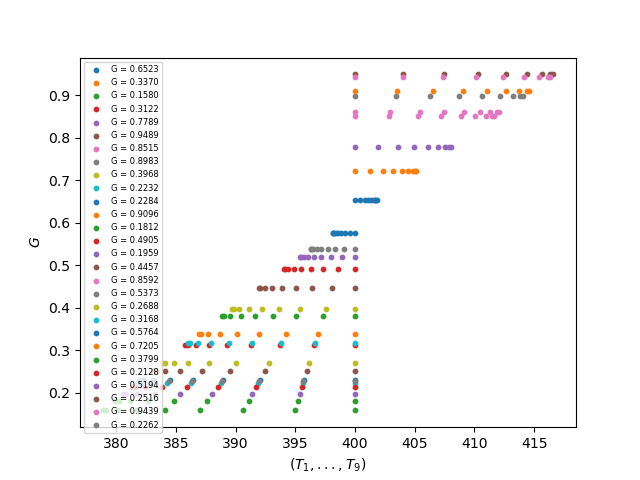 0.9
0.8
0.7
0.6
0.5
0.4
0.3
0.2
G
G = 0.6523
G = 0.3370
G = 0.1580
G = 0.3122
G = 0.7789
G = 0.9489
G = 0.8515
G = 0.8983
G = 0.3968
G = 0.2232
G = 0.2284
G = 0.9096
G = 0.1812
G = 0.4905
G = 0.1959
G = 0.4457
G = 0.8592
G = 0.5373
G = 0.2688
G = 0.3168
G = 0.5764
G = 0.7205
G = 0.3799
G = 0.2128
G = 0.5194
G = 0.2516
G = 0.9439
G = 0.2262
380 385 390 395 400 405 410 415
(T₁, . . . , T₉)